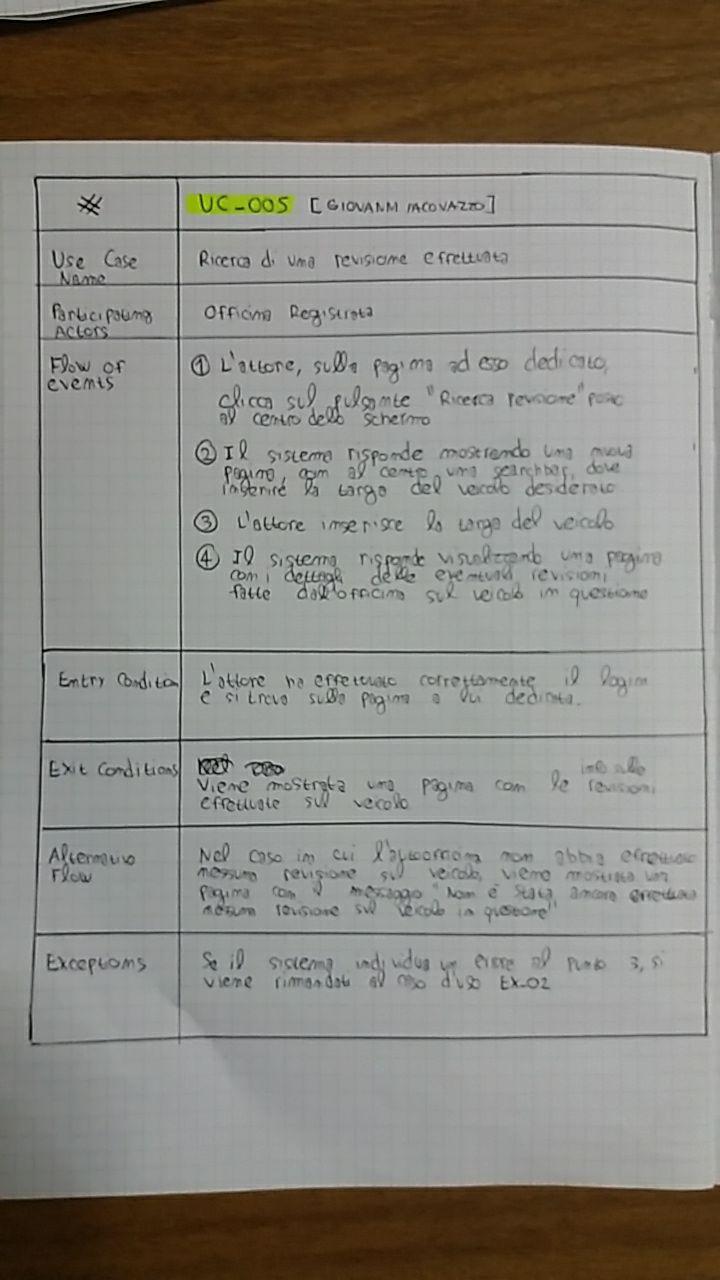 # UC-005 [GIOVANNI IACOVAZZO]
Use Case
Name
Ricerca di una revisione effettuata
Participating
Actors
Officina Registrata
Flow of
events
① L'attore, sulla pagina ad esso dedicata,
clicca sul pulsante "Ricerca revisione" posto
al centro dello schermo
② Il sistema risponde mostrando una nuova
pagina, con al centro una searchbar, dove
inserire la targa del veicolo desiderato
③ L'attore inserisce la targa del veicolo
④ Il sistema risponde visualizzando una pagina
con i dettagli delle eventuali revisioni
fatte dall'officina sul veicolo in questione
Entry Condition
L'attore ha effettuato correttamente il login
e si trova sulla pagina a lui dedicata.
Exit Conditions
info alle
Viene mostrata una pagina con le revisioni
effettuate sul veicolo
Alternative
Flow
Nel caso in cui l'autofficina non abbia effettuato
nessuna revisione sul veicolo, viene mostrata una
pagina con il messaggio "Non è stata ancora effettuata
nessuna revisione sul veicolo in questione"
Exceptions
Se il sistema individua un errore al punto 3, si
viene rimandati al caso d'uso EX-02